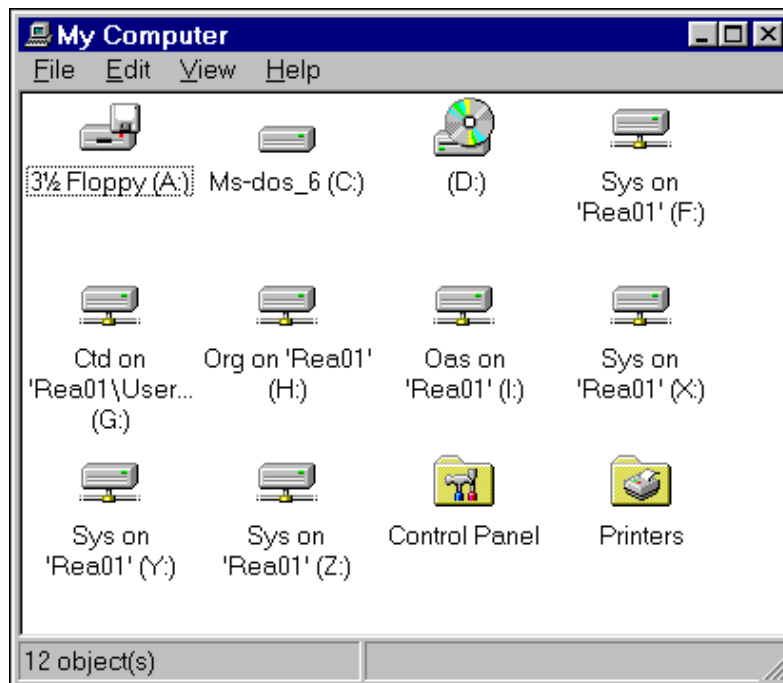 My Computer
File Edit View Help
3½ Floppy (A:) Ms-dos_6 (C:) (D:) Sys on
'Rea01' (F:)
Ctd on
'Rea01\User...
(G:)
Org on 'Rea01'
(H:)
Oas on
'Rea01' (I:)
Sys on
'Rea01' (X:)
Sys on
'Rea01' (Y:)
Sys on
'Rea01' (Z:)
Control Panel
Printers
12 object(s)